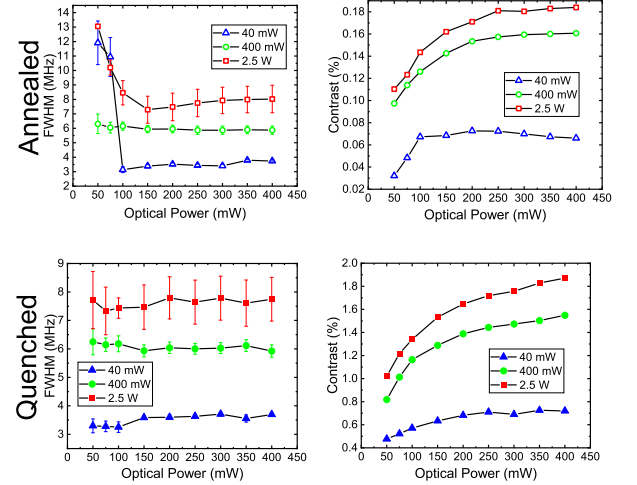 Annealed
FWHM (MHz)
14
13
12
11
10
9
8
7
6
5
4
3
2
40 mW
400 mW
2.5 W
0 50 100 150 200 250 300 350 400 450
Optical Power (mW)
Contrast (%)
0.20
0.18
0.16
0.14
0.12
0.10
0.08
0.06
0.04
0.02
40 mW
400 mW
2.5 W
0 50 100 150 200 250 300 350 400 450
Optical Power (mW)
Quenched
FWHM (MHz)
9
8
7
6
5
4
3
40 mW
400 mW
2.5 W
0 50 100 150 200 250 300 350 400 450
Optical Power (mW)
Contrast (%)
2.0
1.8
1.6
1.4
1.2
1.0
0.8
0.6
0.4
40 mW
400 mW
2.5 W
0 50 100 150 200 250 300 350 400 450
Optical Power (mW)